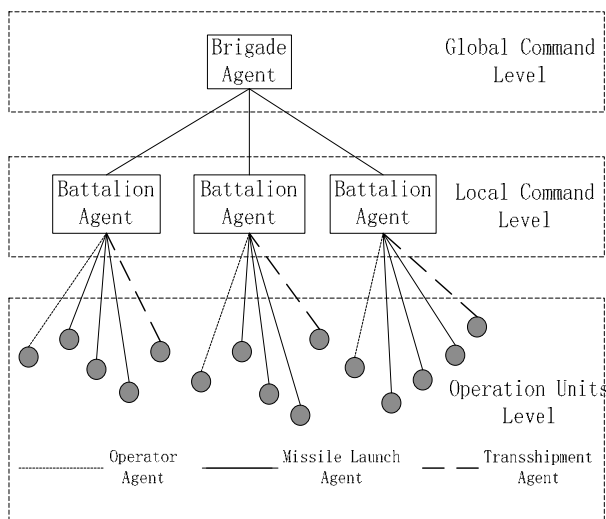 Brigade
Agent
Global Command
Level
Battalion
Agent
Battalion
Agent
Battalion
Agent
Local Command
Level
Operation Units
Level
Operator
Agent
Missile Launch
Agent
Transshipment
Agent